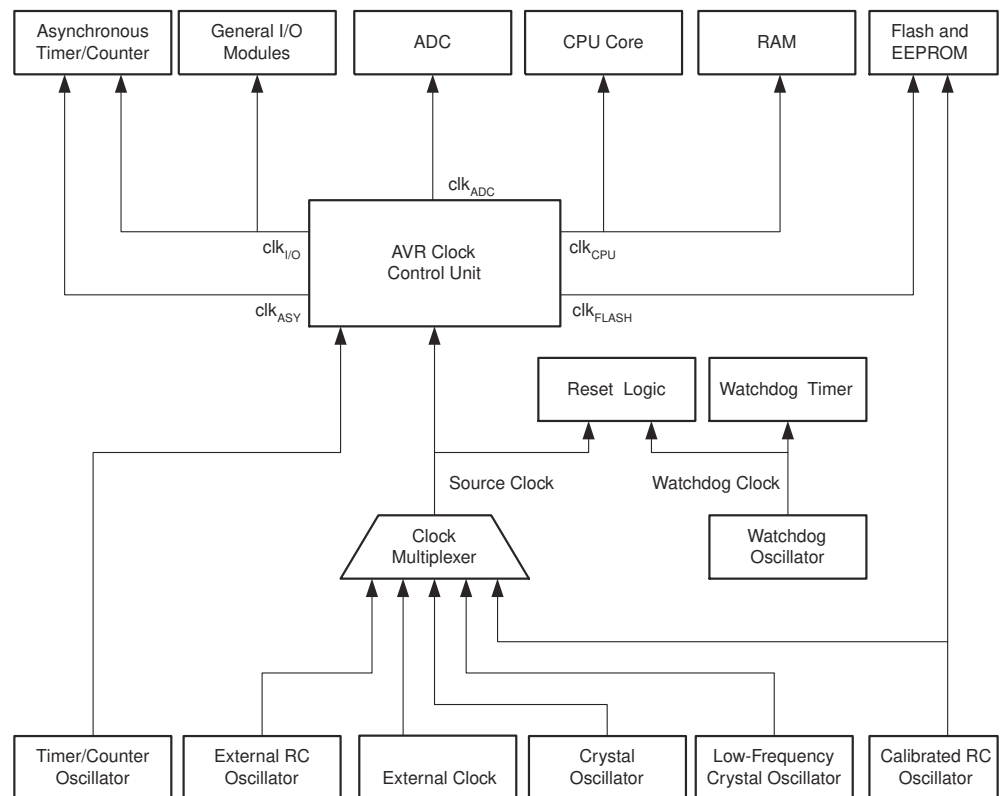 Asynchronous
Timer/Counter
General I/O
Modules
ADC
CPU Core
RAM
Flash and
EEPROM
clkADC
clkI/O
AVR Clock
Control Unit
clkCPU
clkASY
clkFLASH
Reset Logic
Watchdog Timer
Source Clock
Watchdog Clock
Clock
Multiplexer
Watchdog
Oscillator
Timer/Counter
Oscillator
External RC
Oscillator
External Clock
Crystal
Oscillator
Low-Frequency
Crystal Oscillator
Calibrated RC
Oscillator